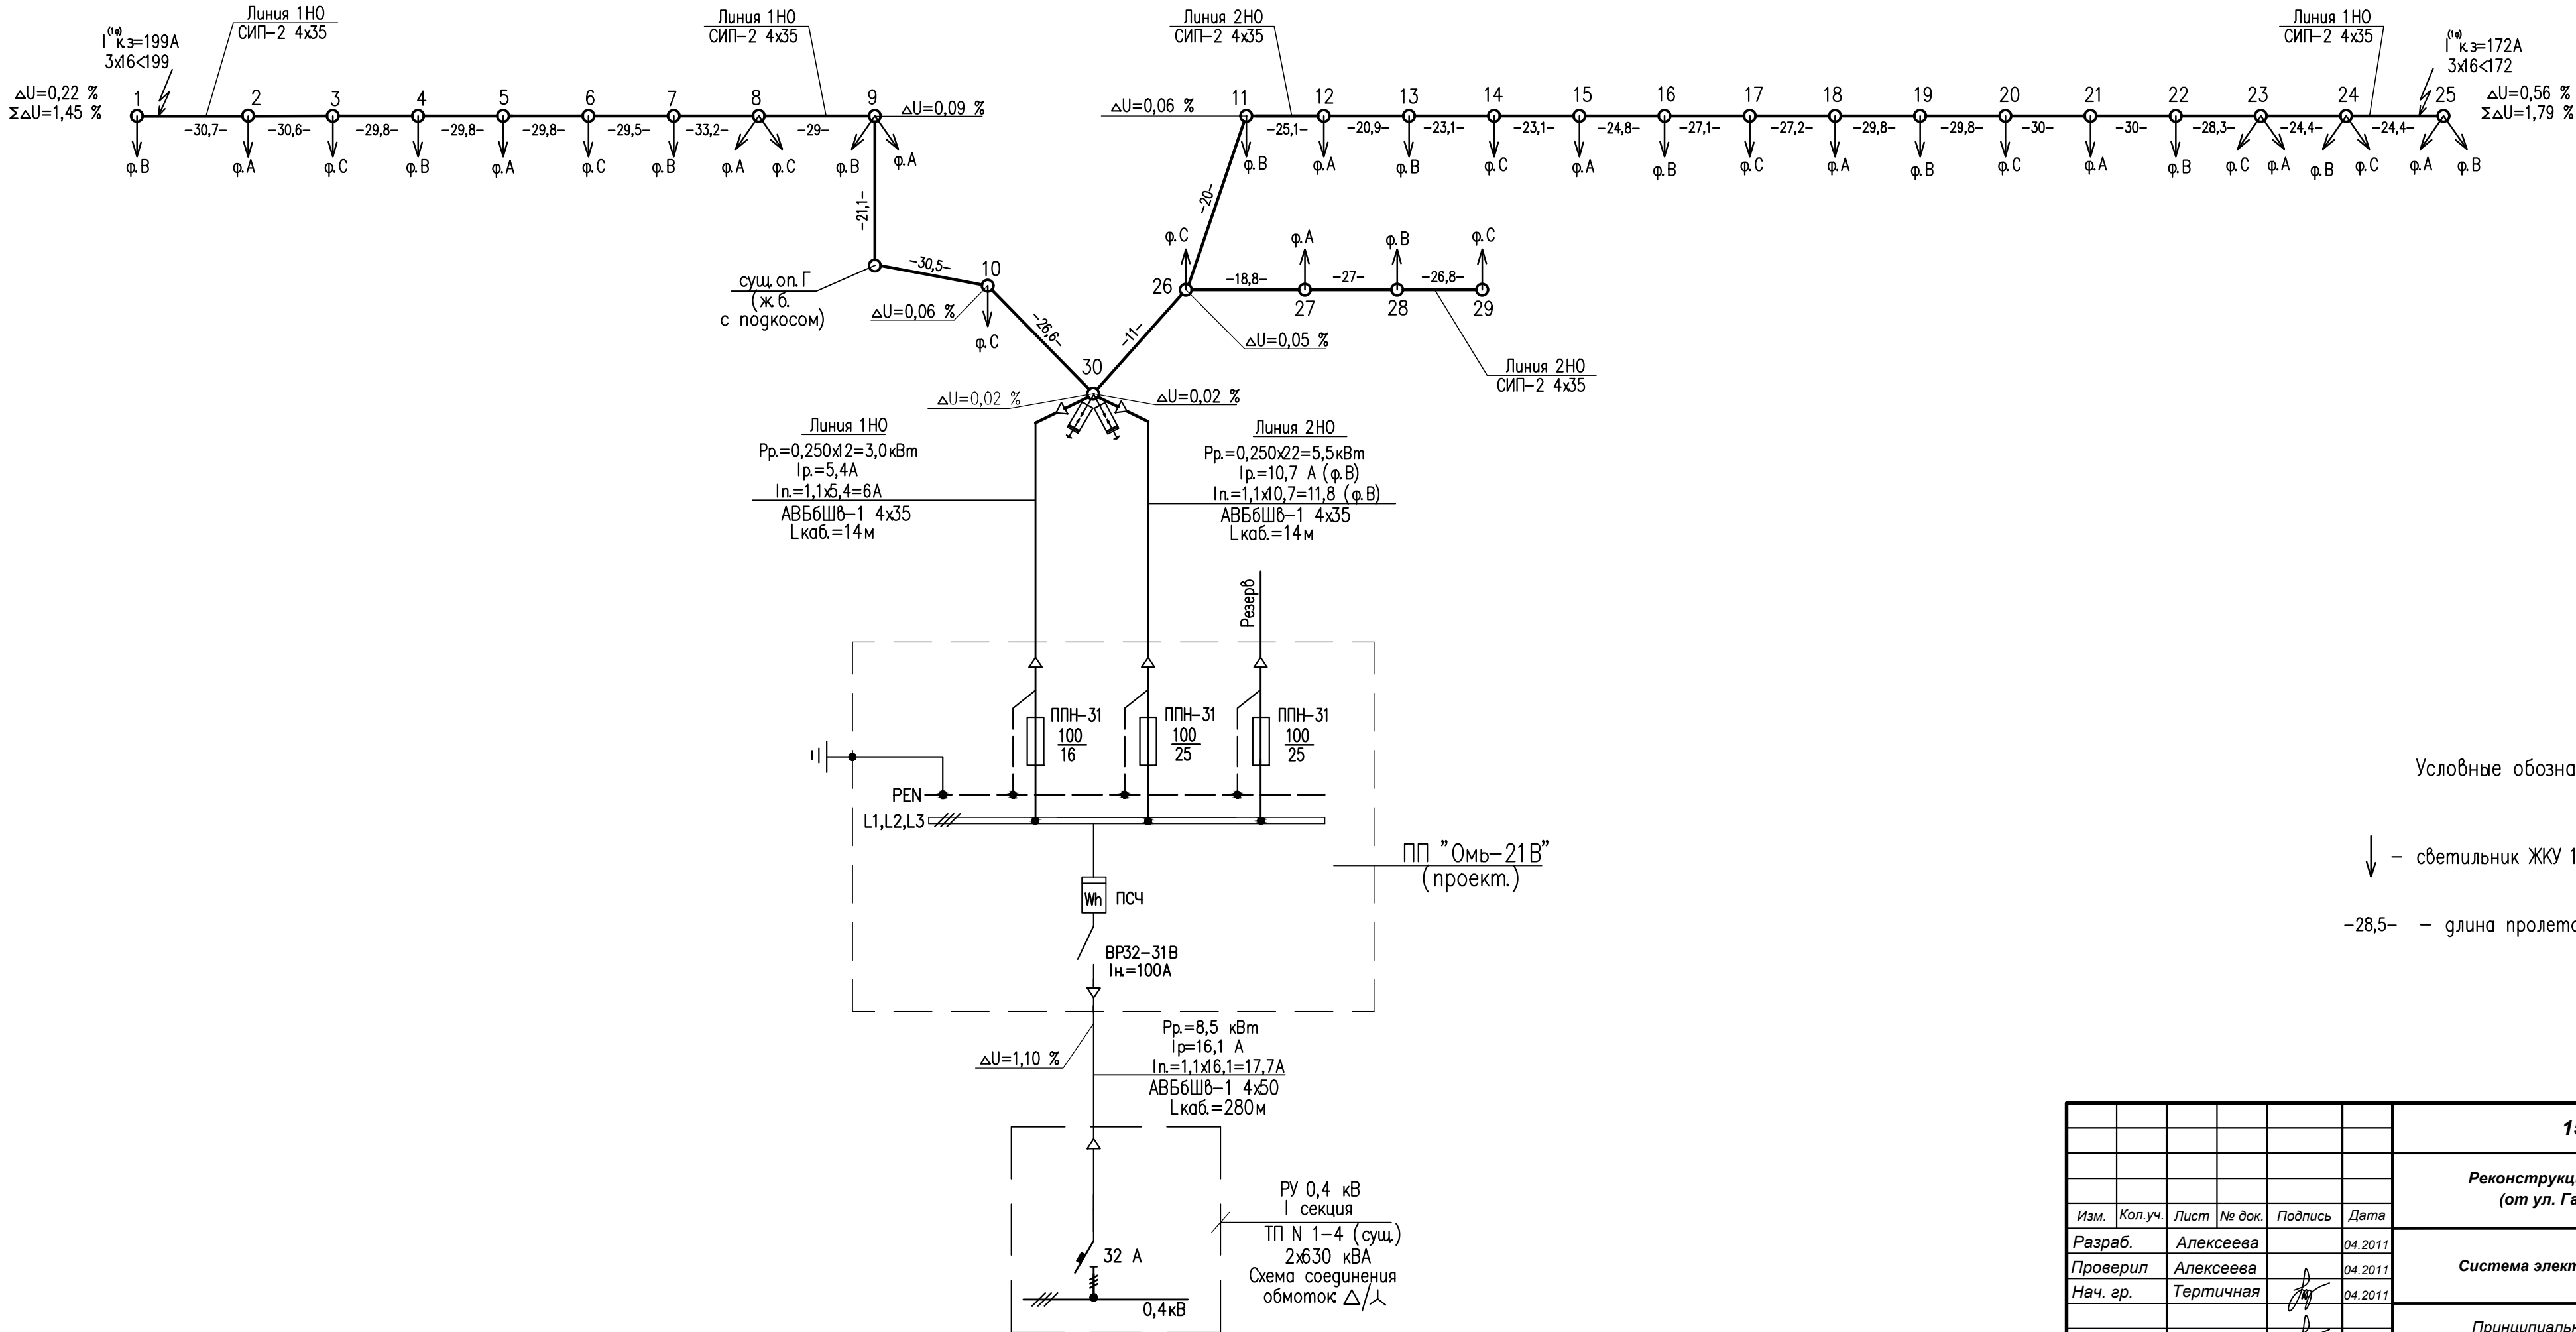 Линия 1НО
СИП-2 4х35
Линия 1НО
СИП-2 4х35
Линия 2НО
СИП-2 4х35
Линия 1НО
СИП-2 4х35
I(1ф)к.з=199А
3х16<199
I(1ф)к.з=172А
3х16<172
ΔU=0,22 %
ΣΔU=1,45 %
1 2 3 4 5 6 7 8 9
ΔU=0,09 %
ΔU=0,06 %
11 12 13 14 15 16 17 18 19 20 21 22 23 24 25
ΔU=0,56 %
ΣΔU=1,79 %
-30,7- -30,6- -29,8- -29,8- -29,8- -29,5- -33,2- -29-
-25,1- -20,9- -23,1- -23,1- -24,8- -27,1- -27,2- -29,8- -29,8- -30- -30- -28,3- -24,4- -24,4-
ф.В ф.А ф.С ф.В ф.А ф.С ф.В ф.А ф.С ф.В ф.А
ф.В ф.А ф.В ф.С ф.А ф.В ф.С ф.А ф.В ф.С ф.А ф.В ф.С ф.А ф.В ф.С ф.А ф.В
-21,1-
-20-
ф.С ф.А ф.В ф.С
сущ. оп. Г
(ж.б.
с подкосом)
-30,5-
10
ΔU=0,06 %
ф.С
-26,6-
26
-18,8- -27- -26,8-
27 28 29
-11-
ΔU=0,05 %
30
Линия 2НО
СИП-2 4х35
ΔU=0,02 %
ΔU=0,02 %
Линия 1НО
Рр.=0,250х12=3,0кВт
Iр.=5,4А
Iп.=1,1х5,4=6А
АВБбШв-1 4х35
Lкаб.=14м
Линия 2НО
Рр.=0,250х22=5,5кВт
Iр.=10,7 А (ф.В)
Iп.=1,1х10,7=11,8 (ф.В)
АВБбШв-1 4х35
Lкаб.=14м
Резерв
ППН-31
100
16
ППН-31
100
25
ППН-31
100
25
PEN
L1,L2,L3
ПП "Омь-21В"
(проект.)
Wh ПСЧ
ВР32-31В
Iн.=100А
ΔU=1,10 %
Рр.=8,5 кВт
Iр=16,1 А
Iп.=1,1х16,1=17,7А
АВБбШв-1 4х50
Lкаб.=280м
РУ 0,4 кВ
I секция
ТП N 1-4 (сущ.)
2х630 кВА
Схема соединения
обмоток:
32 А
0,4кВ
Условные обозна
- светильник ЖКУ 1
-28,5- - длина пролета
Реконструкц
(от ул. Га
Изм. Кол.уч. Лист № док. Подпись Дата
Разраб. Алексеева 04.2011
Проверил Алексеева 04.2011
Нач. гр. Тертичная 04.2011
Система элект
Принципиальн